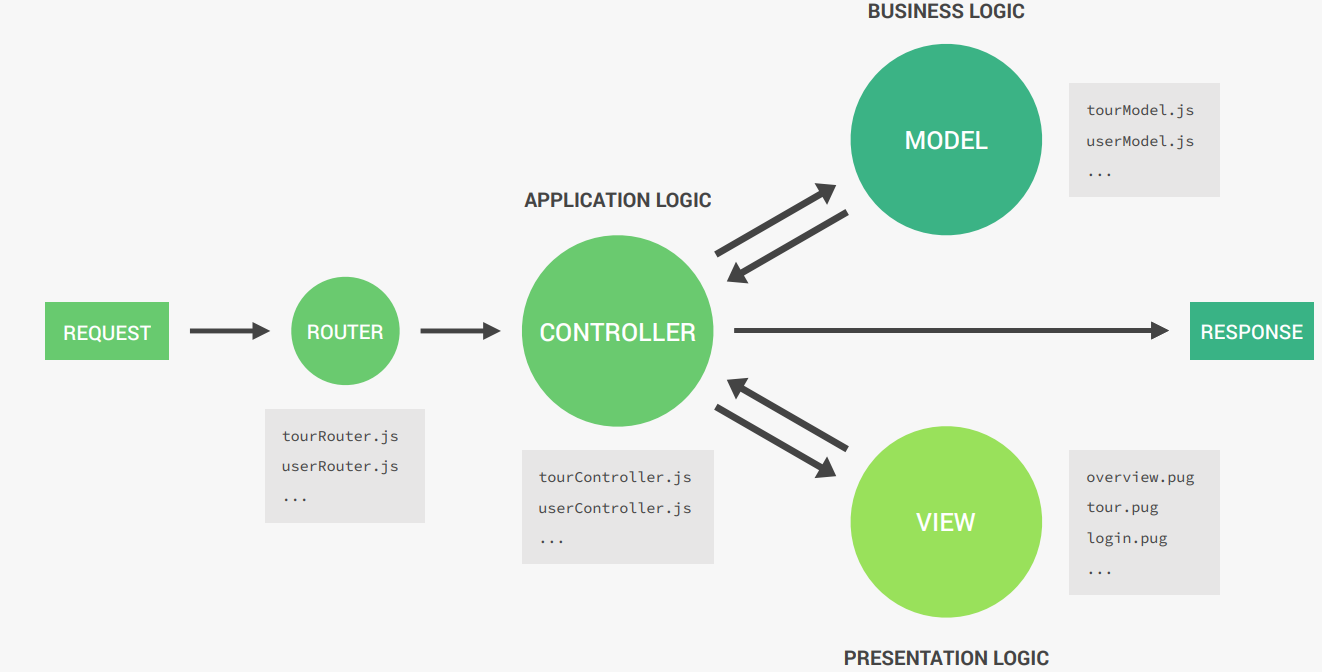 BUSINESS LOGIC
MODEL
tourModel.js
userModel.js
...
APPLICATION LOGIC
REQUEST
ROUTER
CONTROLLER
RESPONSE
tourRouter.js
userRouter.js
...
tourController.js
userController.js
...
VIEW
overview.pug
tour.pug
login.pug
...
PRESENTATION LOGIC